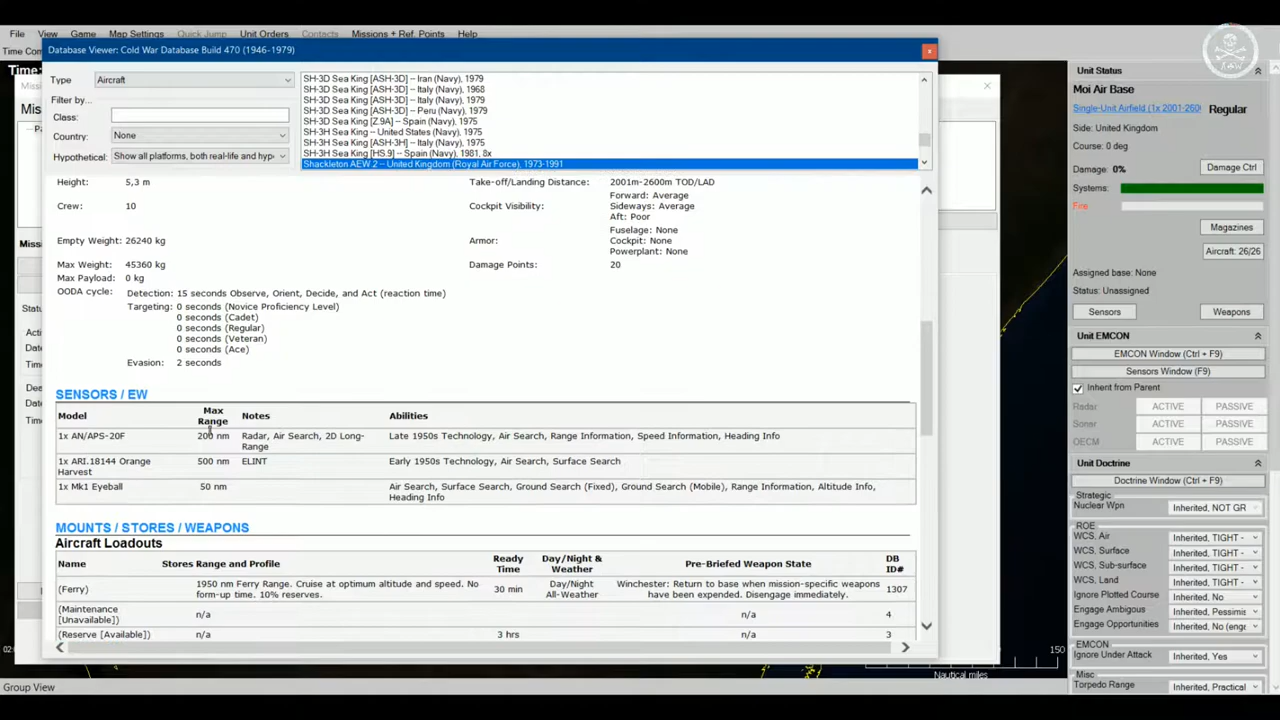 File View Game Map Settings Quick Jump Unit Orders Contacts Missions + Ref. Points Help
Database Viewer: Cold War Database Build 470 (1946-1979)
Time Com
Time:
Type Aircraft
Filter by...
Class:
Country: None
Hypothetical: Show all platforms, both real-life and hyp
SH-3D Sea King [ASH-3D] -- Iran (Navy), 1979
SH-3D Sea King [ASH-3D] -- Italy (Navy), 1968
SH-3D Sea King [ASH-3D] -- Italy (Navy), 1979
SH-3D Sea King [ASH-3D] -- Peru (Navy), 1979
SH-3D Sea King [Z.9A] -- Spain (Navy), 1975
SH-3H Sea King -- United States (Navy), 1975
SH-3H Sea King [ASH-3H] -- Italy (Navy), 1975
SH-3H Sea King [HS.9] -- Spain (Navy), 1981, 8x
Shackleton AEW.2 -- United Kingdom (Royal Air Force), 1973-1991
Height: 5,3 m
Take-off/Landing Distance: 2001m-2600m TOD/LAD
Crew: 10
Cockpit Visibility: Forward: Average
Sideways: Average
Aft: Poor
Empty Weight: 26240 kg
Armor: Fuselage: None
Cockpit: None
Powerplant: None
Max Weight: 45360 kg
Damage Points: 20
Max Payload: 0 kg
OODA cycle: Detection: 15 seconds Observe, Orient, Decide, and Act (reaction time)
Targeting: 0 seconds (Novice Proficiency Level)
0 seconds (Cadet)
0 seconds (Regular)
0 seconds (Veteran)
0 seconds (Ace)
Evasion: 2 seconds
SENSORS / EW
Model Max Range Notes Abilities
1x AN/APS-20F 200 nm Radar, Air Search, 2D Long-Range Late 1950s Technology, Air Search, Range Information, Speed Information, Heading Info
1x ARI.18144 Orange Harvest 500 nm ELINT Early 1950s Technology, Air Search, Surface Search
1x Mk1 Eyeball 50 nm Air Search, Surface Search, Ground Search (Fixed), Ground Search (Mobile), Range Information, Altitude Info, Heading Info
MOUNTS / STORES / WEAPONS
Aircraft Loadouts
Name Stores Range and Profile Ready Time Day/Night & Weather Pre-Briefed Weapon State DB ID#
(Ferry) 1950 nm Ferry Range. Cruise at optimum altitude and speed. No form-up time. 10% reserves. 30 min Day/Night All-Weather Winchester: Return to base when mission-specific weapons have been expended. Disengage immediately. 1307
(Maintenance [Unavailable]) n/a n/a 4
(Reserve [Available]) n/a 3 hrs n/a 3
Unit Status
Moi Air Base
Single-Unit Airfield (1x 2001-260 Regular
Side: United Kingdom
Course: 0 deg
Damage: 0% Damage Ctrl
Systems:
Fire
Magazines
Aircraft: 26/26
Assigned base: None
Status: Unassigned
Sensors Weapons
Unit EMCON
EMCON Window (Ctrl + F9)
Sensors Window (F9)
Inherit from Parent
Radar ACTIVE PASSIVE
Sonar ACTIVE PASSIVE
OECM ACTIVE PASSIVE
Unit Doctrine
Doctrine Window (Ctrl + F9)
Strategic
Nuclear Wpn Inherited, NOT GR
ROE
WCS, Air Inherited, TIGHT -
WCS, Surface Inherited, TIGHT -
WCS, Sub-surface Inherited, TIGHT -
WCS, Land Inherited, TIGHT -
Ignore Plotted Course Inherited, No
Engage Ambiguous Inherited, Pessimis
Engage Opportunities Inherited, No (eng
EMCON
Ignore Under Attack Inherited, Yes
Misc
Torpedo Range Inherited, Practical
150
Nautical miles
Group View